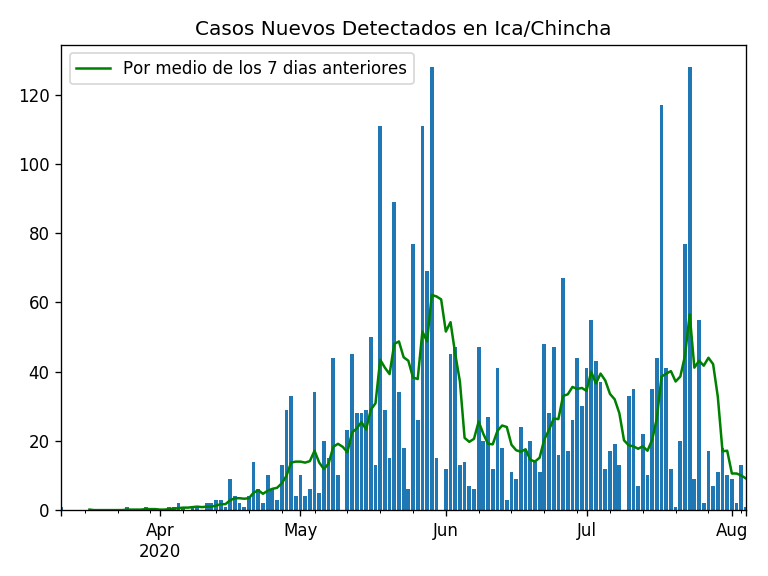 Casos Nuevos Detectados en Ica/Chincha
Por medio de los 7 dias anteriores
120
100
80
60
40
20
0
Apr
2020
May
Jun
Jul
Aug